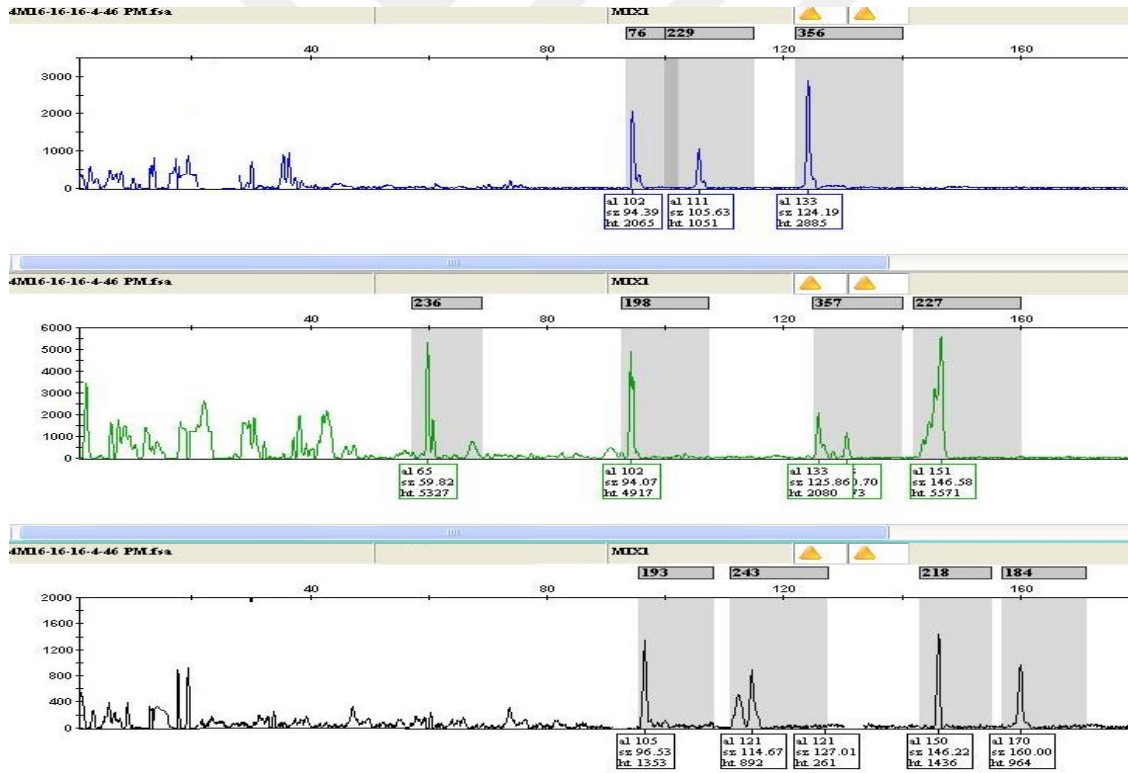 4M16-16-16-4-46 PM.fsa MIX1
76 229 356
40 80 120 160
3000
2000
1000
0
al 102 al 111 al 133
sz 94.39 sz 105.63 sz 124.19
ht 2065 ht 1051 ht 2885
4M16-16-16-4-46 PM.fsa MIX1
236 198 357 227
40 80 120 160
6000
5000
4000
3000
2000
1000
0
al 65 al 102 al 133 al 151
sz 59.82 sz 94.07 sz 125.86 .70 sz 146.58
ht 5327 ht 4917 ht 2080 73 ht 5571
4M16-16-16-4-46 PM.fsa MIX1
193 243 218 184
40 80 120 160
2000
1600
1200
800
400
0
al 105 al 121 al 121 al 150 al 170
sz 96.53 sz 114.67 sz 127.01 sz 146.22 sz 160.00
ht 1353 ht 892 ht 261 ht 1436 ht 964